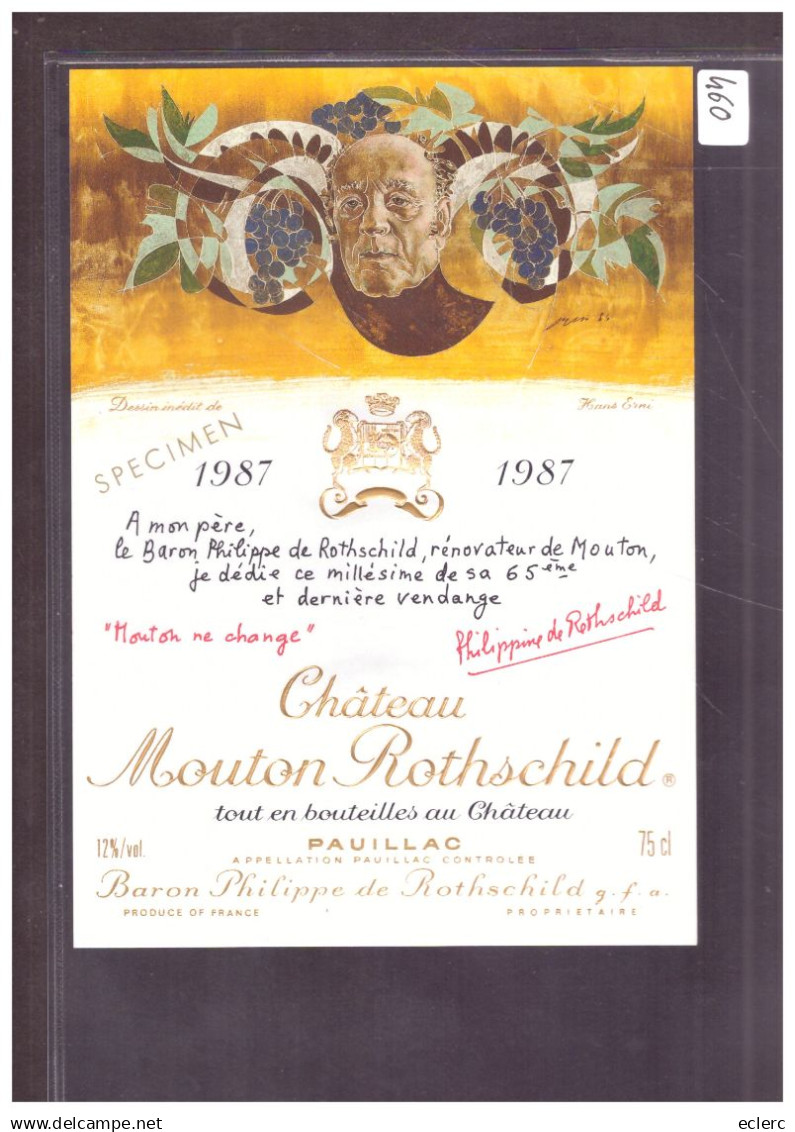 460
Dessin inédit de
Hans Erni
SPECIMEN
1987
1987
A mon père,
le Baron Philippe de Rothschild, rénovateur de Mouton,
je dédie ce millésime de sa 65ème
et dernière vendange
"Mouton ne change"
Philippine de Rothschild
Château
Mouton Rothschild ®
tout en bouteilles au Château
12%/vol.
PAUILLAC
75 cl
APPELLATION PAUILLAC CONTROLEE
Baron Philippe de Rothschild g.f.a.
PRODUCE OF FRANCE
PROPRIETAIRE
delcampe.net
eclerc